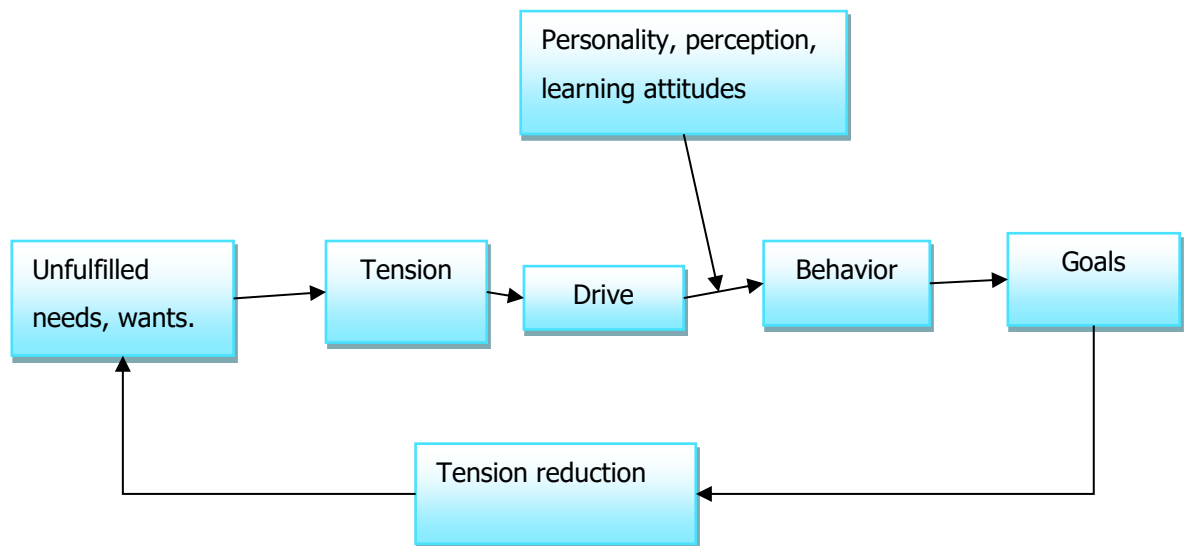 Personality, perception,
learning attitudes
Unfulfilled
needs, wants.
Tension
Drive
Behavior
Goals
Tension reduction